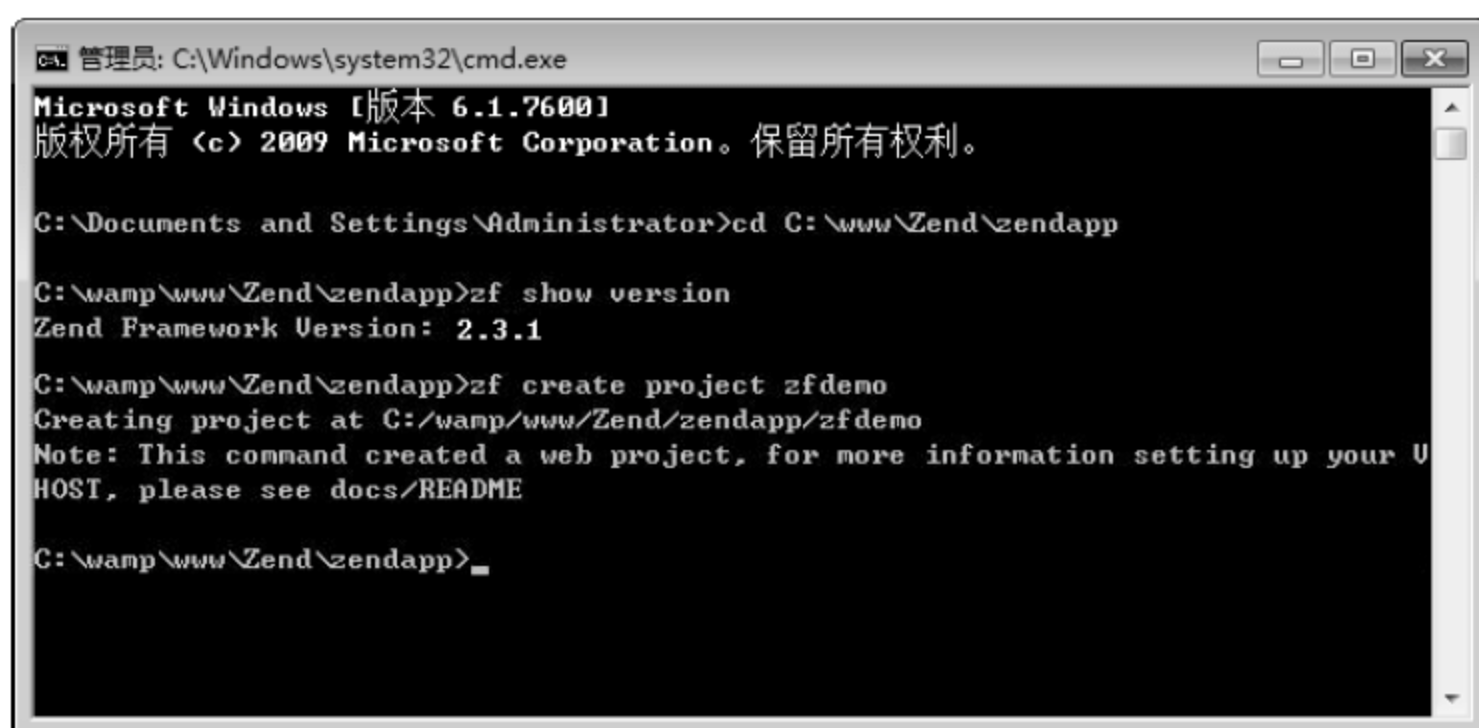 管理员: C:\Windows\system32\cmd.exe
Microsoft Windows [版本 6.1.7600]
版权所有 (c) 2009 Microsoft Corporation。保留所有权利。
C:\Documents and Settings\Administrator>cd C:\www\Zend\zendapp
C:\wamp\www\Zend\zendapp>zf show version
Zend Framework Version: 2.3.1
C:\wamp\www\Zend\zendapp>zf create project zfdemo
Creating project at C:/wamp/www/Zend/zendapp/zfdemo
Note: This command created a web project, for more information setting up your V
HOST, please see docs/README
C:\wamp\www\Zend\zendapp>_